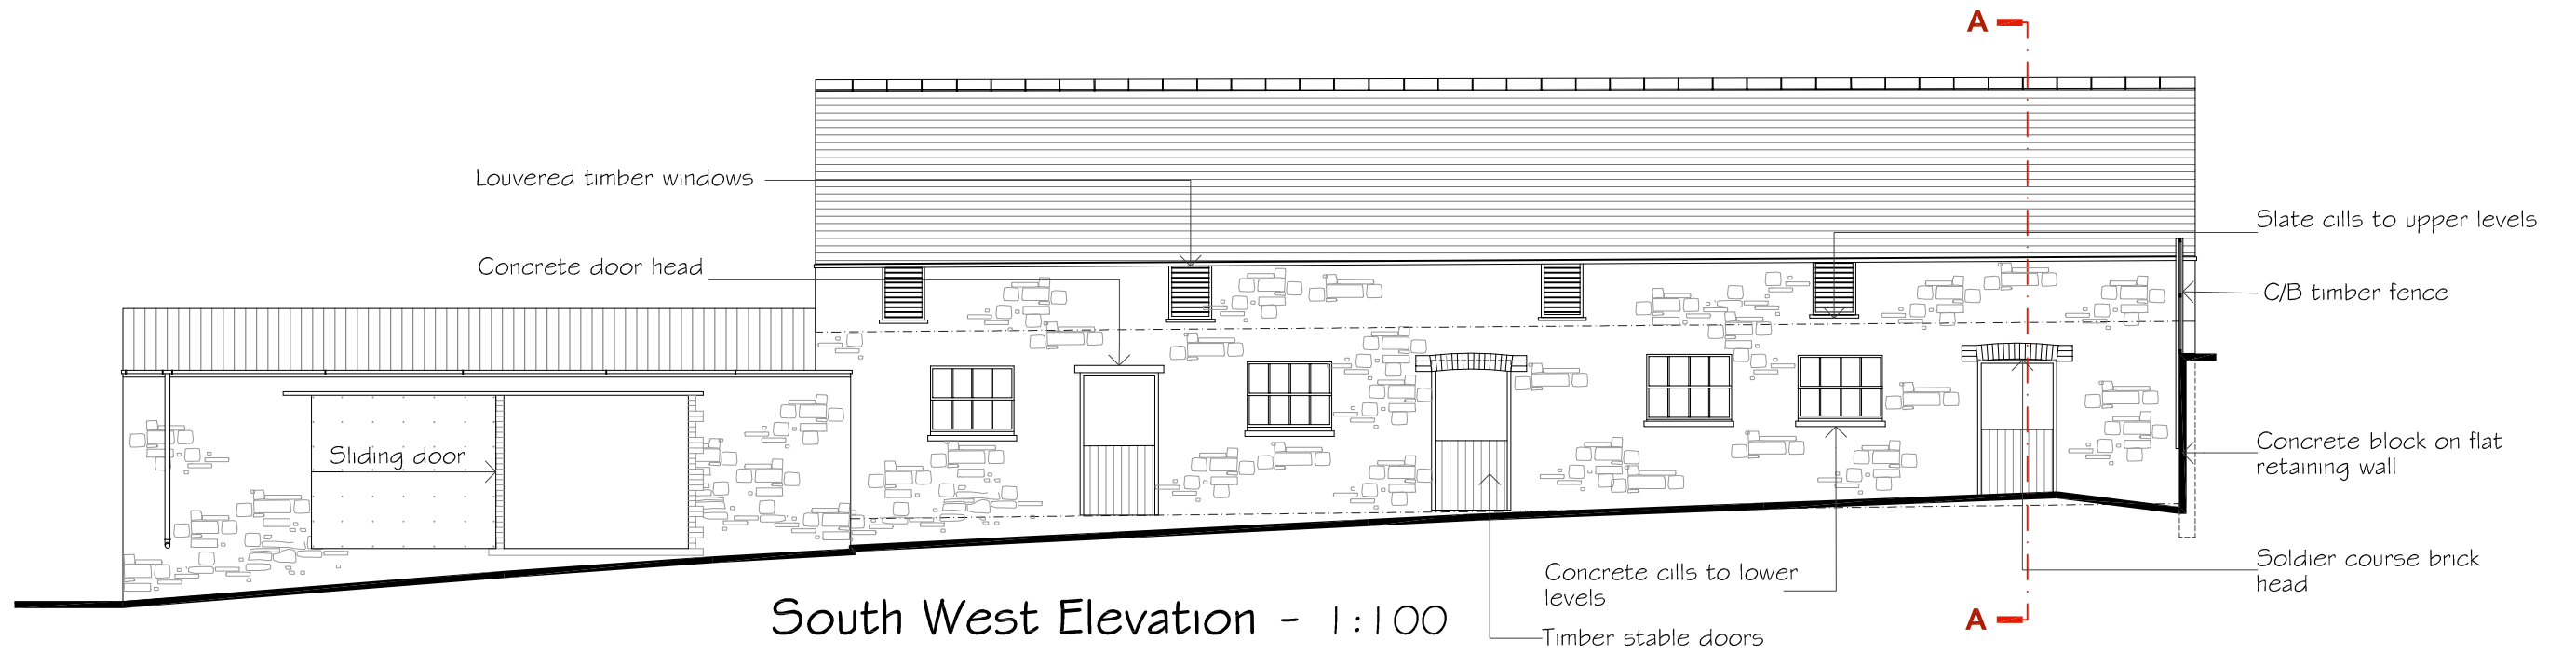 A
Louvered timber windows
Slate cills to upper levels
Concrete door head
C/B timber fence
Sliding door
Concrete block on flat
retaining wall
Soldier course brick
head
Concrete cills to lower
levels
A
South West Elevation - 1:100
Timber stable doors